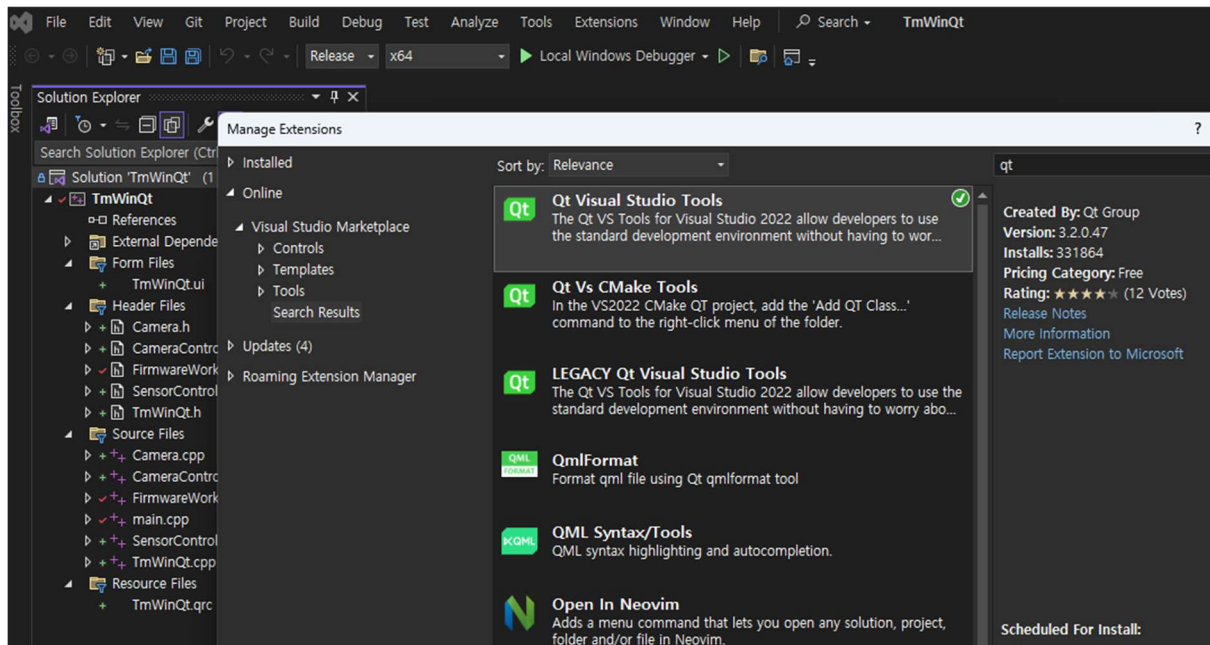 File Edit View Git Project Build Debug Test Analyze Tools Extensions Window Help Search TmWinQt
Release x64 Local Windows Debugger
Toolbox
Solution Explorer
Search Solution Explorer (Ctr
Solution 'TmWinQt' (1
TmWinQt
References
External Depende
Form Files
TmWinQt.ui
Header Files
Camera.h
CameraContro
FirmwareWork
SensorControl
TmWinQt.h
Source Files
Camera.cpp
CameraContro
FirmwareWork
main.cpp
SensorControl
TmWinQt.cpp
Resource Files
TmWinQt.qrc
Manage Extensions ?
Installed
Online
Visual Studio Marketplace
Controls
Templates
Tools
Search Results
Updates (4)
Roaming Extension Manager
Sort by: Relevance
Qt
Qt Visual Studio Tools
The Qt VS Tools for Visual Studio 2022 allow developers to use
the standard development environment without having to wor...
Qt
Qt Vs CMake Tools
In the VS2022 CMake QT project, add the 'Add QT Class...'
command to the right-click menu of the folder.
Qt
LEGACY Qt Visual Studio Tools
The Qt VS Tools for Visual Studio 2022 allow developers to use the
standard development environment without having to worry abo...
QML
FORMAT
QmlFormat
Format qml file using Qt qmlformat tool
QML
QML Syntax/Tools
QML syntax highlighting and autocompletion.
Open In Neovim
Adds a menu command that lets you open any solution, project,
folder and/or file in Neovim.
qt
Created By: Qt Group
Version: 3.2.0.47
Installs: 331864
Pricing Category: Free
Rating: (12 Votes)
Release Notes
More Information
Report Extension to Microsoft
Scheduled For Install: